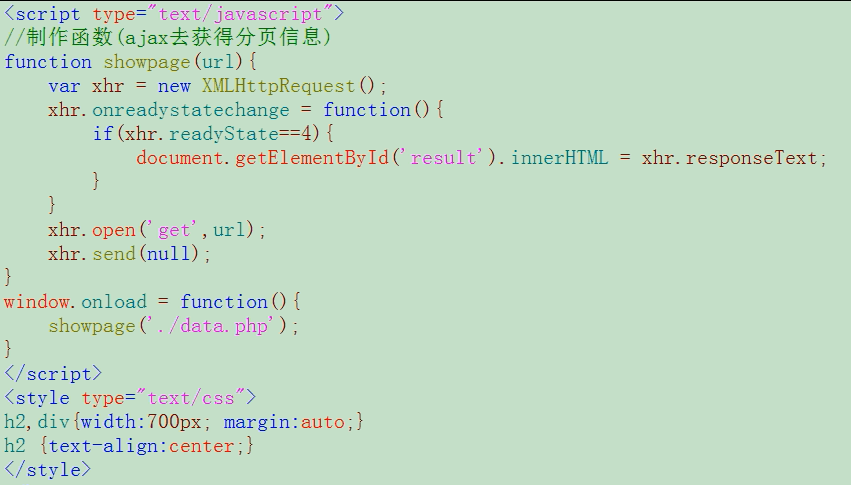 <script type="text/javascript">
//制作函数(ajax去获得分页信息)
function showpage(url){
    var xhr = new XMLHttpRequest();
    xhr.onreadystatechange = function(){
        if(xhr.readyState==4){
            document.getElementById('result').innerHTML = xhr.responseText;
        }
    }
    xhr.open('get',url);
    xhr.send(null);
}
window.onload = function(){
    showpage('./data.php');
}
</script>
<style type="text/css">
h2,div{width:700px; margin:auto;}
h2 {text-align:center;}
</style>